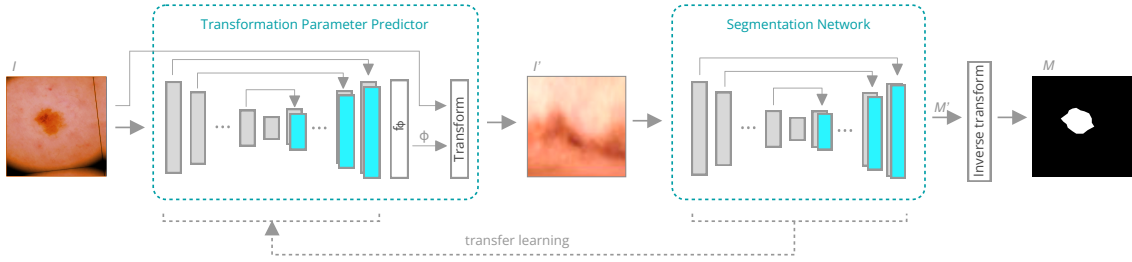 Transformation Parameter Predictor
Segmentation Network
I
I'
M
M'
fϕ
ϕ
Transform
Inverse transform
transfer learning